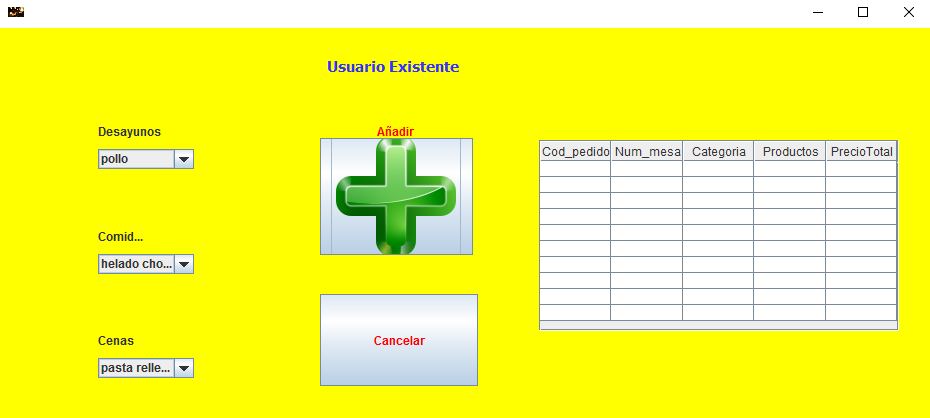 Usuario Existente
Desayunos
pollo
Añadir
Cod_pedido Num_mesa Categoria Productos PrecioTotal
Comid...
helado cho...
Cancelar
Cenas
pasta relle...